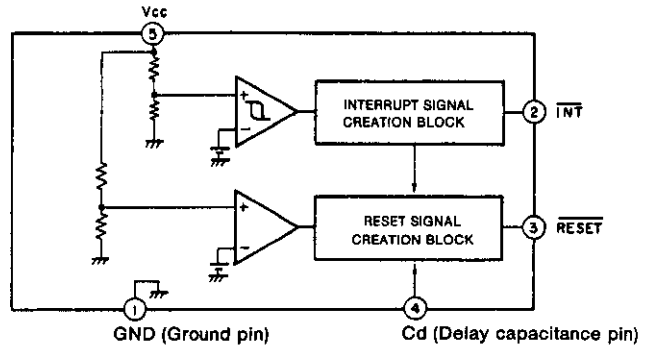 Vcc
5
+
−
INTERRUPT SIGNAL
CREATION BLOCK
2 INT
+
−
RESET SIGNAL
CREATION BLOCK
3 RESET
1
4
GND (Ground pin)
Cd (Delay capacitance pin)